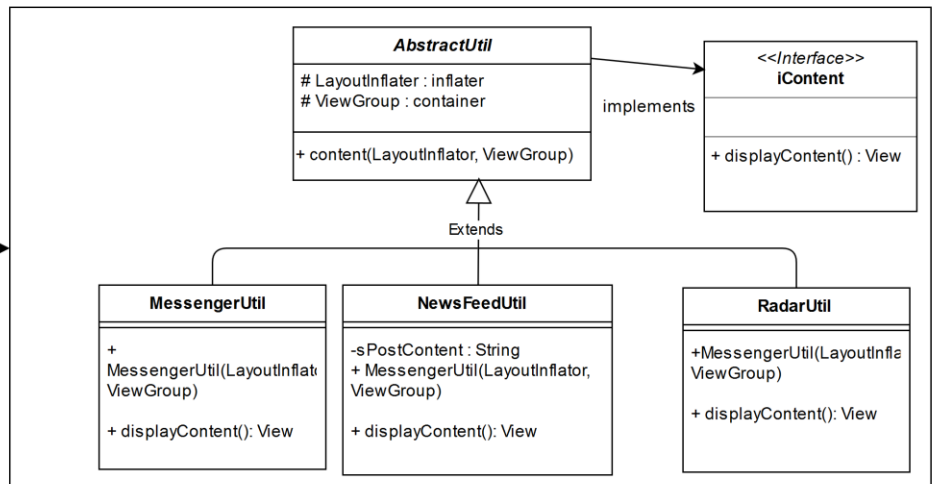 AbstractUtil
# LayoutInflater : inflater
# ViewGroup : container
+ content(LayoutInflator, ViewGroup)
<<Interface>>
iContent
+ displayContent() : View
implements
Extends
MessengerUtil
+
MessengerUtil(LayoutInflato
ViewGroup)
+ displayContent(): View
NewsFeedUtil
-sPostContent : String
+ MessengerUtil(LayoutInflator,
ViewGroup)
+ displayContent(): View
RadarUtil
+MessengerUtil(LayoutInfla
ViewGroup)
+ displayContent(): View